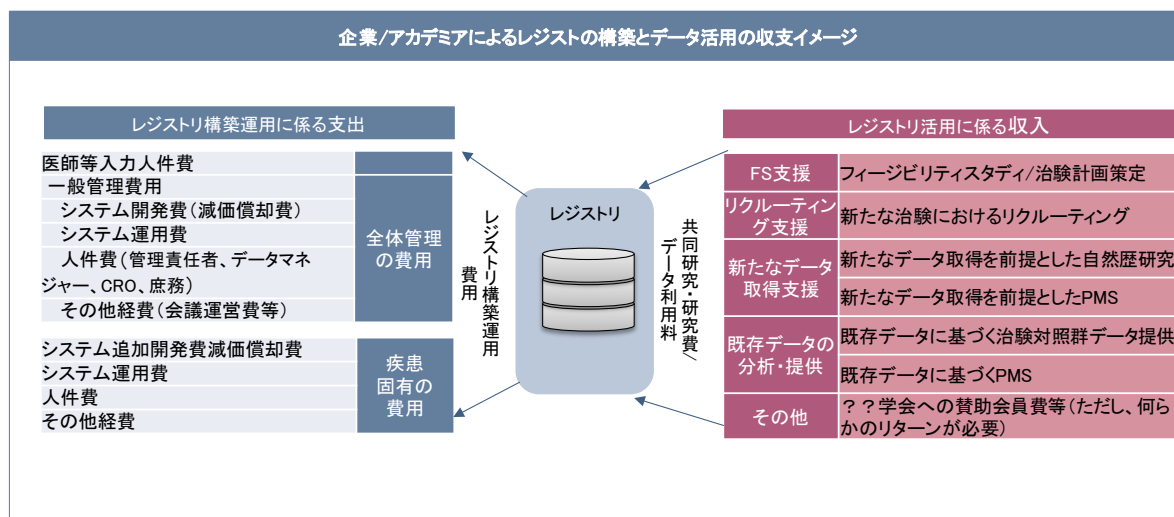 企業/アカデミアによるレジストの構築とデータ活用の収支イメージ
レジストリ構築運用に係る支出
医師等入力人件費
一般管理費用
システム開発費(減価償却費)
システム運用費
人件費(管理責任者、データマネ
ジャー、CRO、庶務)
その他経費(会議運営費等)
全体管理
の費用
システム追加開発費減価償却費
システム運用費
人件費
その他経費
疾患
固有の
費用
レジストリ構築運用
費用
レジストリ
共同研究・研究費/
データ利用料
レジストリ活用に係る収入
FS支援
フィージビリティスタディ/治験計画策定
リクルーティン
グ支援
新たな治験におけるリクルーティング
新たなデータ
取得支援
新たなデータ取得を前提とした自然歴研究
新たなデータ取得を前提としたPMS
既存データの
分析・提供
既存データに基づく治験対照群データ提供
既存データに基づくPMS
その他
??学会への賛助会員費等(ただし、何ら
かのリターンが必要)